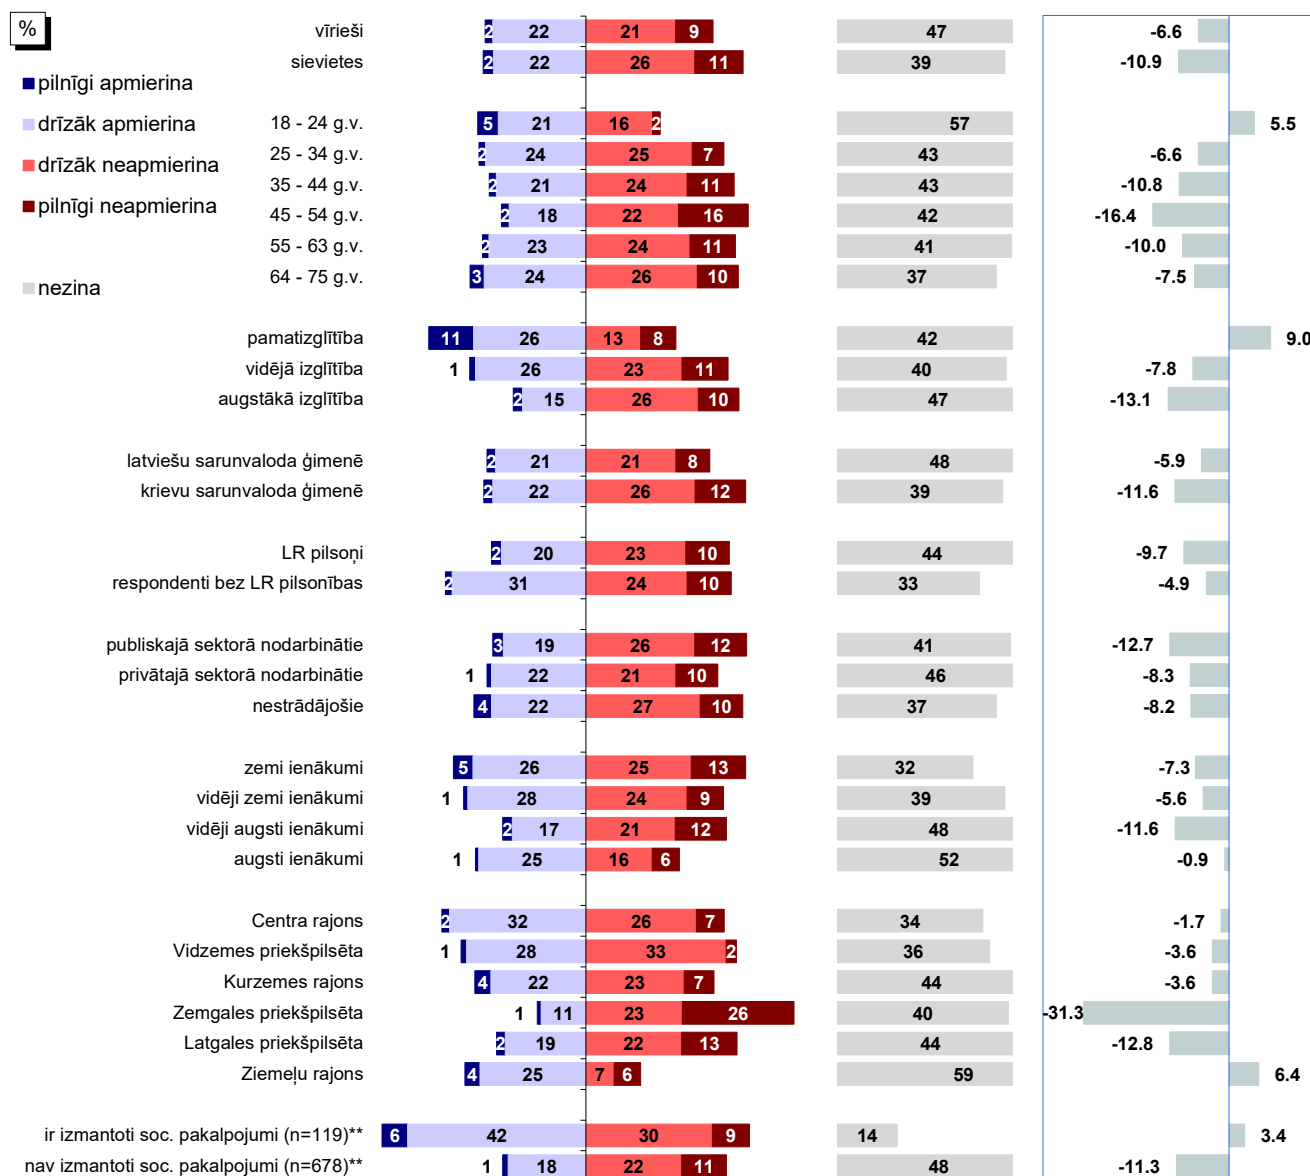 %
pilnīgi apmierina
drīzāk apmierina
drīzāk neapmierina
pilnīgi neapmierina
nezina
vīrieši 2 22 21 9 47 -6.6
sievietes 2 22 26 11 39 -10.9
18 - 24 g.v. 5 21 16 2 57 5.5
25 - 34 g.v. 2 24 25 7 43 -6.6
35 - 44 g.v. 2 21 24 11 43 -10.8
45 - 54 g.v. 2 18 22 16 42 -16.4
55 - 63 g.v. 2 23 24 11 41 -10.0
64 - 75 g.v. 3 24 26 10 37 -7.5
pamatizglītība 11 26 13 8 42 9.0
vidējā izglītība 1 26 23 11 40 -7.8
augstākā izglītība 2 15 26 10 47 -13.1
latviešu sarunvaloda ģimenē 2 21 21 8 48 -5.9
krievu sarunvaloda ģimenē 2 22 26 12 39 -11.6
LR pilsoņi 2 20 23 10 44 -9.7
respondenti bez LR pilsonības 2 31 24 10 33 -4.9
publiskajā sektorā nodarbinātie 3 19 26 12 41 -12.7
privātajā sektorā nodarbinātie 1 22 21 10 46 -8.3
nestrādājošie 4 22 27 10 37 -8.2
zemi ienākumi 5 26 25 13 32 -7.3
vidēji zemi ienākumi 1 28 24 9 39 -5.6
vidēji augsti ienākumi 2 17 21 12 48 -11.6
augsti ienākumi 1 25 16 6 52 -0.9
Centra rajons 2 32 26 7 34 -1.7
Vidzemes priekšpilsēta 1 28 33 2 36 -3.6
Kurzemes rajons 4 22 23 7 44 -3.6
Zemgales priekšpilsēta 1 11 23 26 40 -31.3
Latgales priekšpilsēta 2 19 22 13 44 -12.8
Ziemeļu rajons 4 25 7 6 59 6.4
ir izmantoti soc. pakalpojumi (n=119)** 6 42 30 9 14 3.4
nav izmantoti soc. pakalpojumi (n=678)** 1 18 22 11 48 -11.3